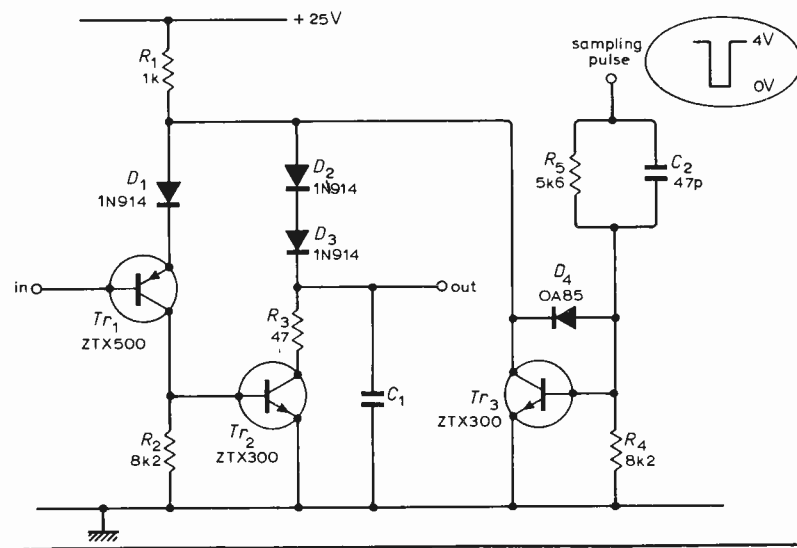 + 25V
R1
1k
sampling
pulse
4V
0V
D1
1N914
D2
1N914
D3
1N914
R5
5k6
C2
47p
in
Tr1
ZTX500
out
D4
OA85
R3
47
R2
8k2
Tr2
ZTX300
C1
Tr3
ZTX300
R4
8k2